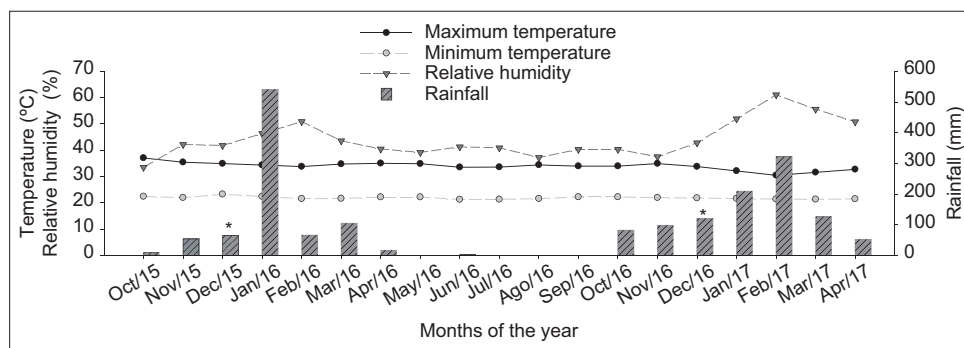 Maximum temperature
Minimum temperature
Relative humidity
Rainfall
Temperature (ºC)
Relative humidity (%)
70
60
50
40
30
20
10
0
600
500
400
300
200
100
0
Rainfall (mm)
*
*
Oct/15
Nov/15
Dec/15
Jan/16
Feb/16
Mar/16
Apr/16
May/16
Jun/16
Jul/16
Ago/16
Sep/16
Oct/16
Nov/16
Dec/16
Jan/17
Feb/17
Mar/17
Apr/17
Months of the year